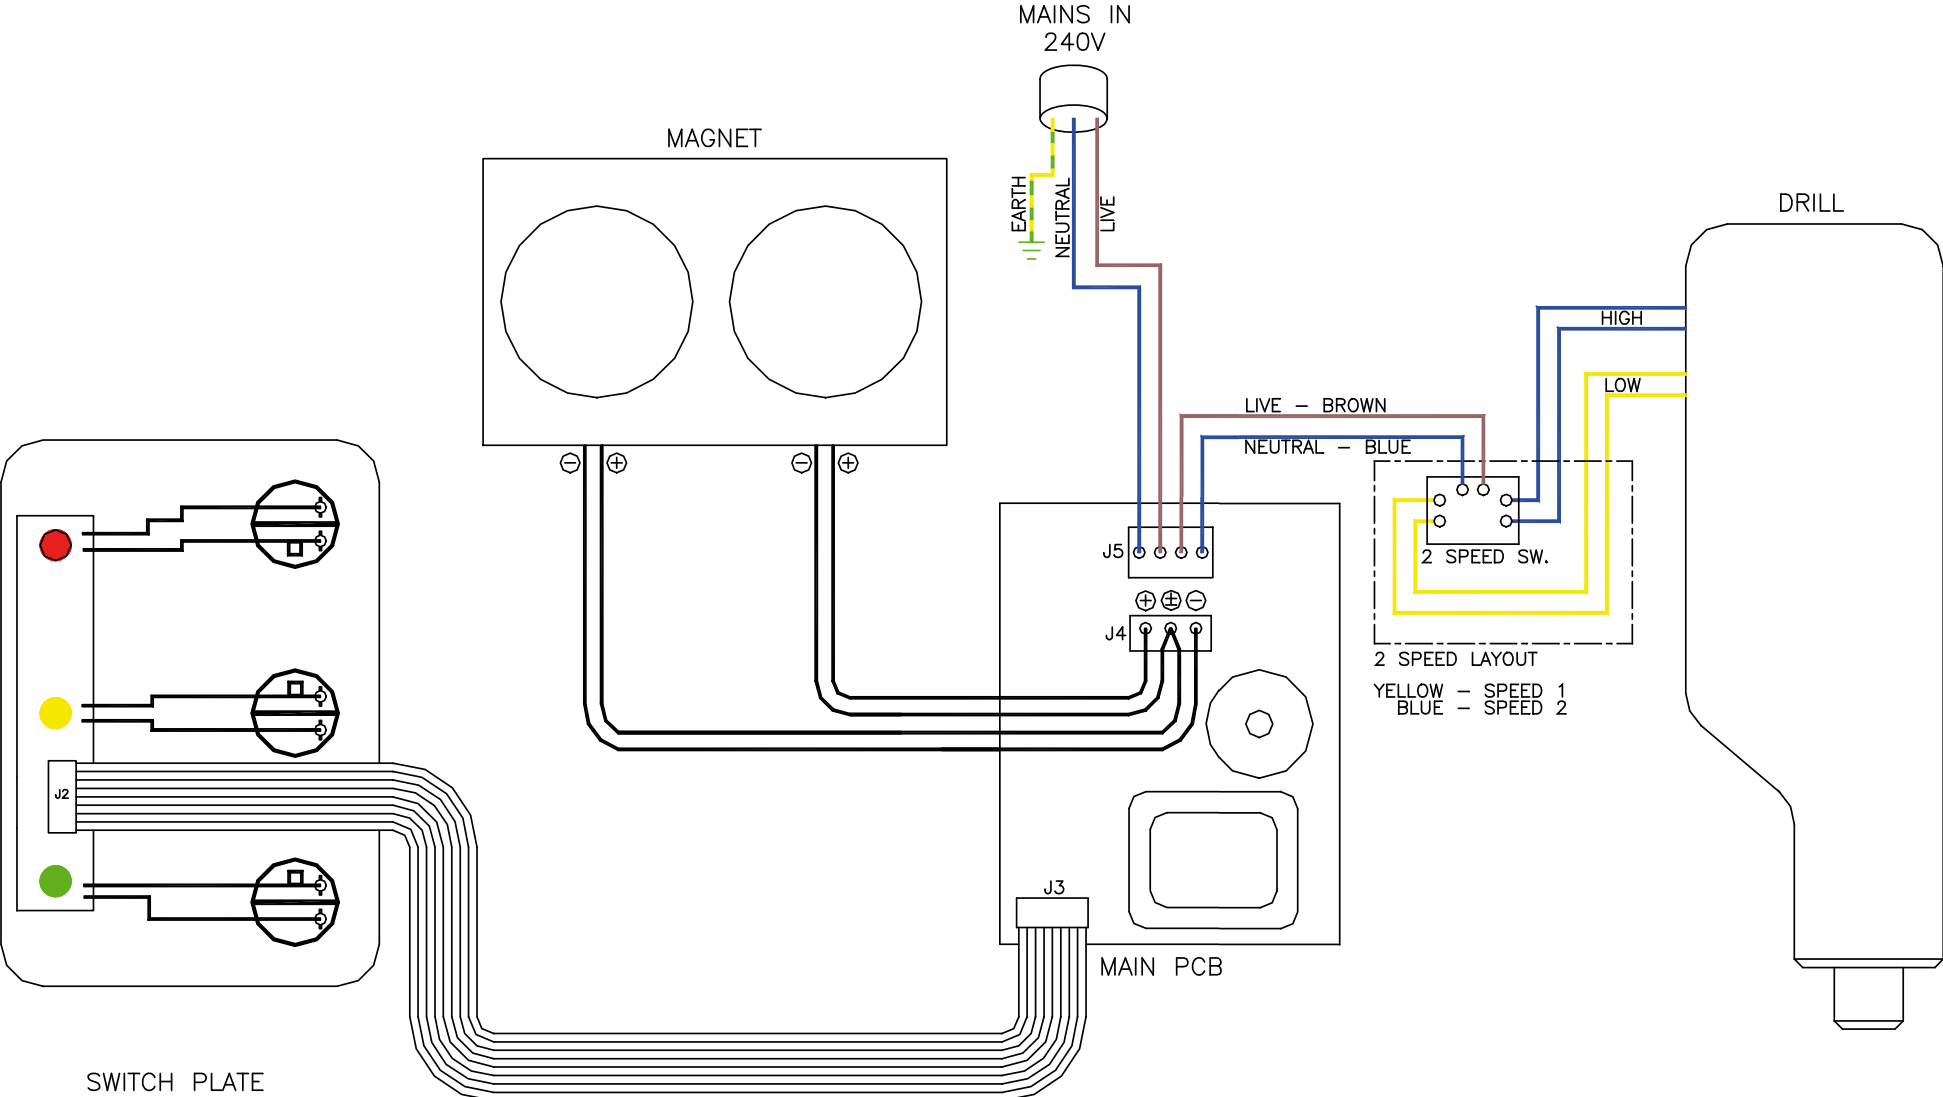 MAINS IN
240V
MAGNET
EARTH
NEUTRAL
LIVE
DRILL
HIGH
LOW
LIVE - BROWN
NEUTRAL - BLUE
J5
2 SPEED SW.
J4
2 SPEED LAYOUT
YELLOW - SPEED 1
BLUE - SPEED 2
J2
J3
MAIN PCB
SWITCH PLATE